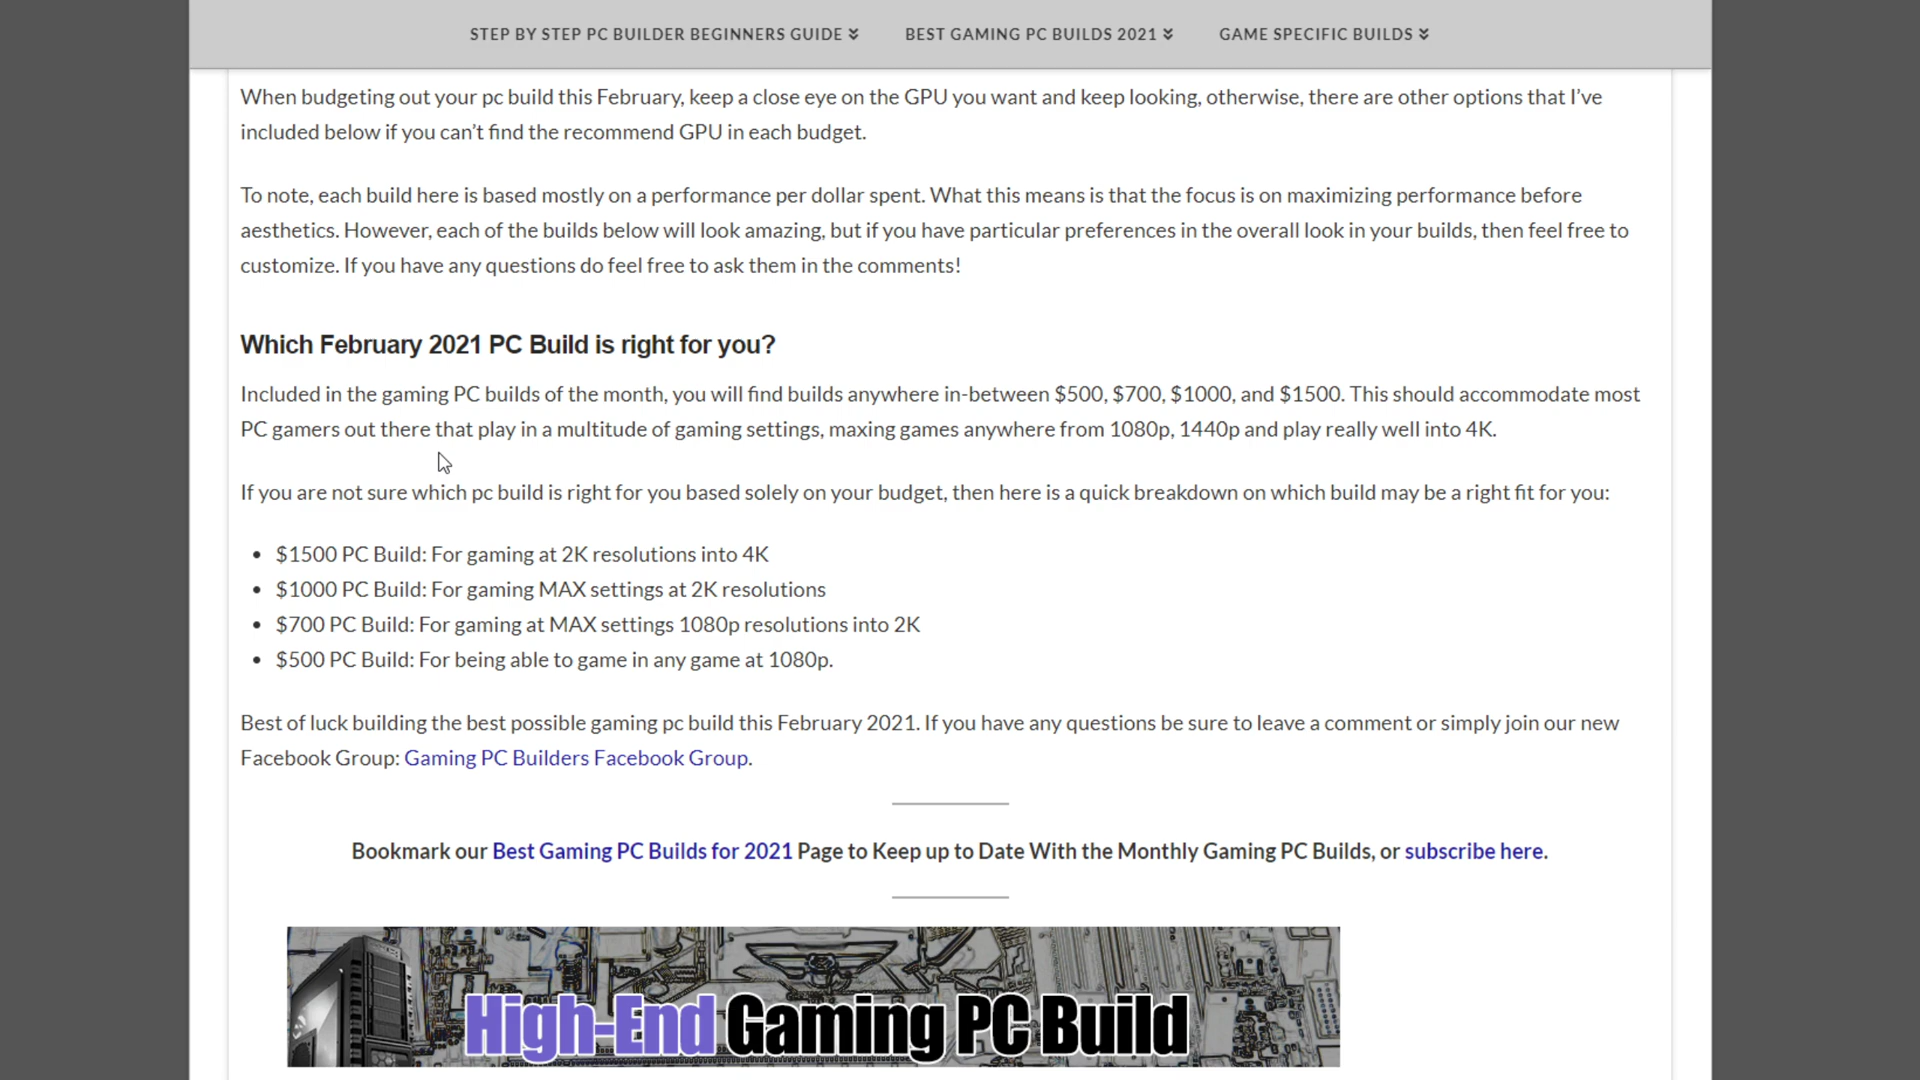 STEP BY STEP PC BUILDER BEGINNERS GUIDE BEST GAMING PC BUILDS 2021 GAME SPECIFIC BUILDS
When budgeting out your pc build this February, keep a close eye on the GPU you want and keep looking, otherwise, there are other options that I’ve
included below if you can’t find the recommend GPU in each budget.
To note, each build here is based mostly on a performance per dollar spent. What this means is that the focus is on maximizing performance before
aesthetics. However, each of the builds below will look amazing, but if you have particular preferences in the overall look in your builds, then feel free to
customize. If you have any questions do feel free to ask them in the comments!
Which February 2021 PC Build is right for you?
Included in the gaming PC builds of the month, you will find builds anywhere in-between $500, $700, $1000, and $1500. This should accommodate most
PC gamers out there that play in a multitude of gaming settings, maxing games anywhere from 1080p, 1440p and play really well into 4K.
If you are not sure which pc build is right for you based solely on your budget, then here is a quick breakdown on which build may be a right fit for you:
• $1500 PC Build: For gaming at 2K resolutions into 4K
• $1000 PC Build: For gaming MAX settings at 2K resolutions
• $700 PC Build: For gaming at MAX settings 1080p resolutions into 2K
• $500 PC Build: For being able to game in any game at 1080p.
Best of luck building the best possible gaming pc build this February 2021. If you have any questions be sure to leave a comment or simply join our new
Facebook Group: Gaming PC Builders Facebook Group.
Bookmark our Best Gaming PC Builds for 2021 Page to Keep up to Date With the Monthly Gaming PC Builds, or subscribe here.
High-End Gaming PC Build